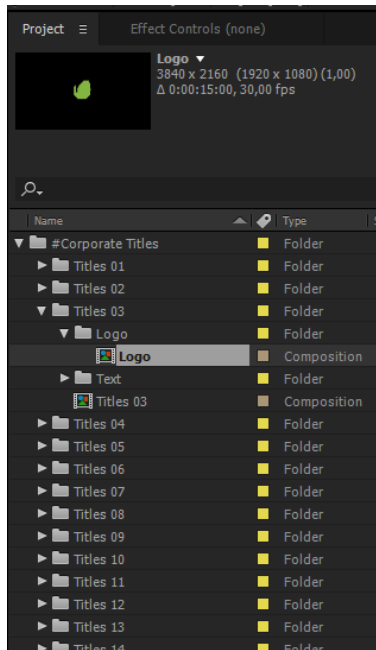 Project Effect Controls (none)
Logo
3840 x 2160 (1920 x 1080) (1,00)
Δ 0:00:15:00, 30,00 fps
Name Type
#Corporate Titles Folder
Titles 01 Folder
Titles 02 Folder
Titles 03 Folder
Logo Folder
Logo Composition
Text Folder
Titles 03 Composition
Titles 04 Folder
Titles 05 Folder
Titles 06 Folder
Titles 07 Folder
Titles 08 Folder
Titles 09 Folder
Titles 10 Folder
Titles 11 Folder
Titles 12 Folder
Titles 13 Folder
Titles 14 Folder